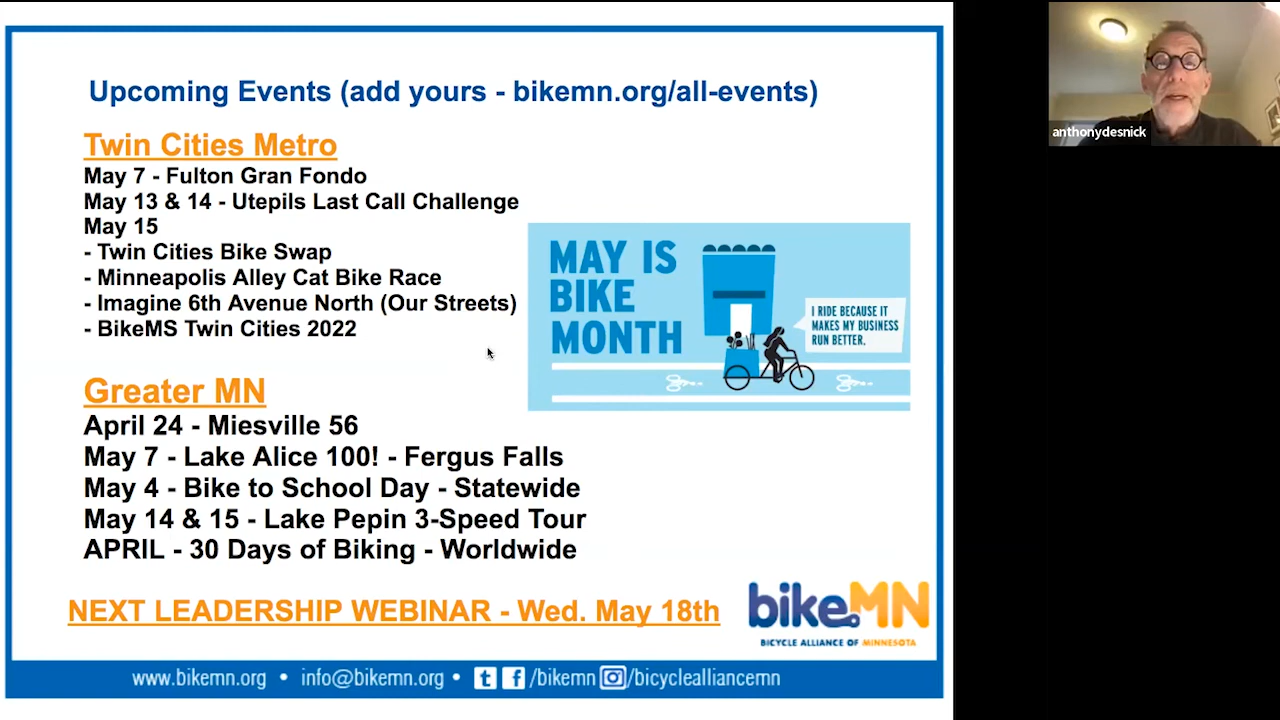 Upcoming Events (add yours - bikemn.org/all-events)
Twin Cities Metro
May 7 - Fulton Gran Fondo
May 13 & 14 - Utepils Last Call Challenge
May 15
- Twin Cities Bike Swap
- Minneapolis Alley Cat Bike Race
- Imagine 6th Avenue North (Our Streets)
- BikeMS Twin Cities 2022
MAY IS
BIKE
MONTH
I RIDE BECAUSE IT
MAKES MY BUSINESS
RUN BETTER.
Greater MN
April 24 - Miesville 56
May 7 - Lake Alice 100! - Fergus Falls
May 4 - Bike to School Day - Statewide
May 14 & 15 - Lake Pepin 3-Speed Tour
APRIL - 30 Days of Biking - Worldwide
NEXT LEADERSHIP WEBINAR - Wed. May 18th
bikeMN
BICYCLE ALLIANCE OF MINNESOTA
www.bikemn.org • info@bikemn.org • t f /bikemn /bicyclealliancemn
anthonydesnick